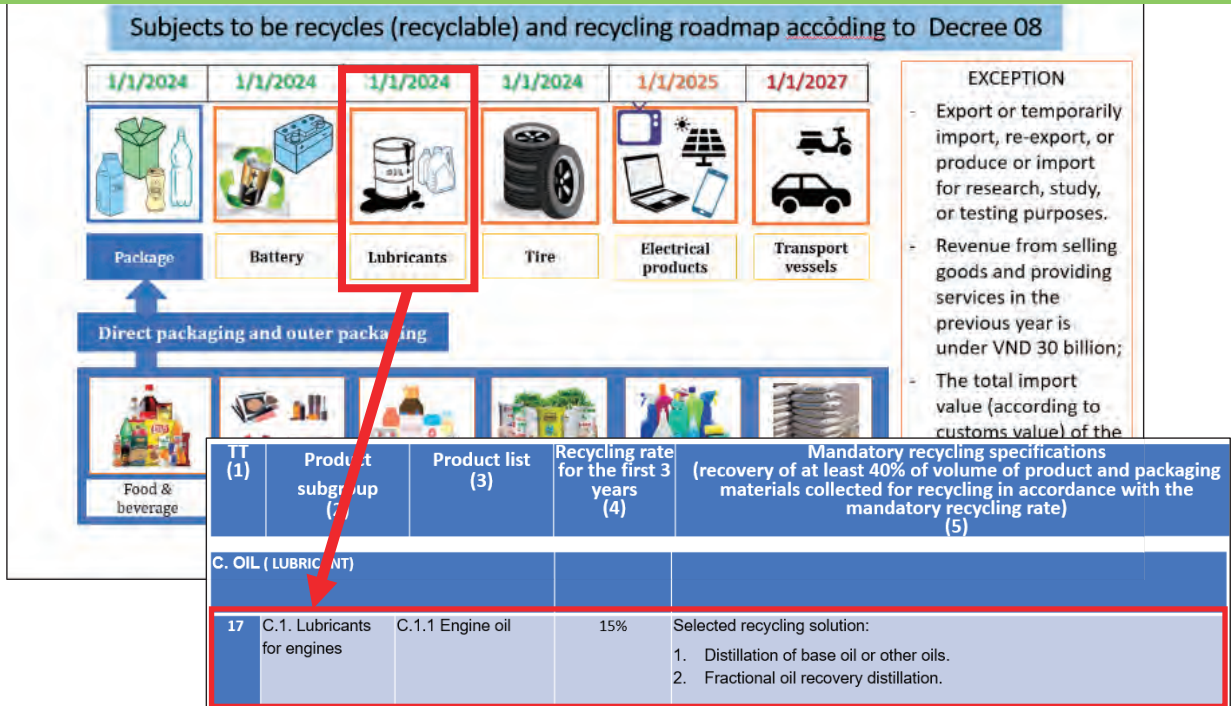 Subjects to be recycles (recyclable) and recycling roadmap accỏding to Decree 08
1/1/2024 1/1/2024 1/1/2024 1/1/2024 1/1/2025 1/1/2027
OIL
Package Battery Lubricants Tire Electrical products Transport vessels
Direct packaging and outer packaging
Food &
beverage
EXCEPTION
- Export or temporarily
import, re-export, or
produce or import
for research, study,
or testing purposes.
- Revenue from selling
goods and providing
services in the
previous year is
under VND 30 billion;
- The total import
value (according to
customs value) of the
TT
(1)
Product
subgroup
(2)
Product list
(3)
Recycling rate
for the first 3
years
(4)
Mandatory recycling specifications
(recovery of at least 40% of volume of product and packaging
materials collected for recycling in accordance with the
mandatory recycling rate)
(5)
C. OIL ( LUBRICANT)
17 C.1. Lubricants
for engines
C.1.1 Engine oil
15%
Selected recycling solution:
1. Distillation of base oil or other oils.
2. Fractional oil recovery distillation.